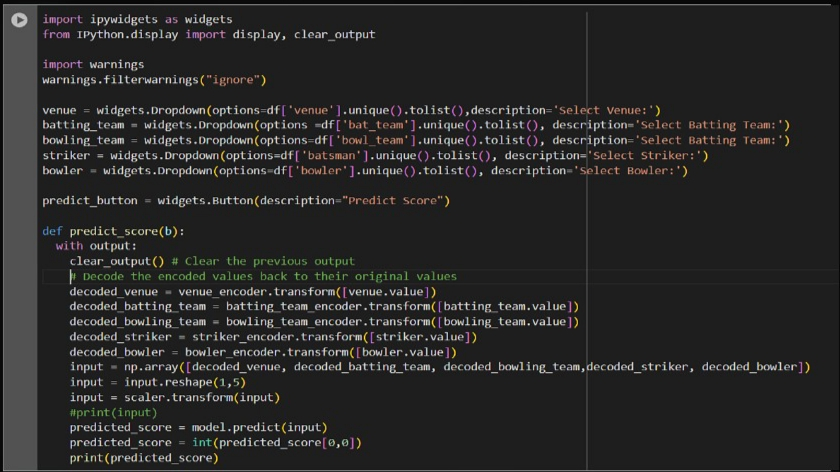 import ipywidgets as widgets
from IPython.display import display, clear_output
import warnings
warnings.filterwarnings("ignore")
venue = widgets.Dropdown(options=df['venue'].unique().tolist(),description='Select Venue:')
batting_team = widgets.Dropdown(options =df['bat_team'].unique().tolist(), description='Select Batting Team:')
bowling_team = widgets.Dropdown(options=df['bowl_team'].unique().tolist(), description='Select Batting Team:')
striker = widgets.Dropdown(options=df['batsman'].unique().tolist(), description='Select Striker:')
bowler = widgets.Dropdown(options=df['bowler'].unique().tolist(), description='Select Bowler:')
predict_button = widgets.Button(description="Predict Score")
def predict_score(b):
  with output:
    clear_output() # Clear the previous output
    # Decode the encoded values back to their original values
    decoded_venue = venue_encoder.transform([venue.value])
    decoded_batting_team = batting_team_encoder.transform([batting_team.value])
    decoded_bowling_team = bowling_team_encoder.transform([bowling_team.value])
    decoded_striker = striker_encoder.transform([striker.value])
    decoded_bowler = bowler_encoder.transform([bowler.value])
    input = np.array([decoded_venue, decoded_batting_team, decoded_bowling_team,decoded_striker, decoded_bowler])
    input = input.reshape(1,5)
    input = scaler.transform(input)
    #print(input)
    predicted_score = model.predict(input)
    predicted_score = int(predicted_score[0,0])
    print(predicted_score)